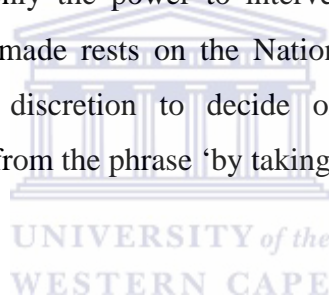 only the power to interve
made rests on the Nation
discretion to decide o
from the phrase ‘by taking
UNIVERSITY of the
WESTERN CAPE